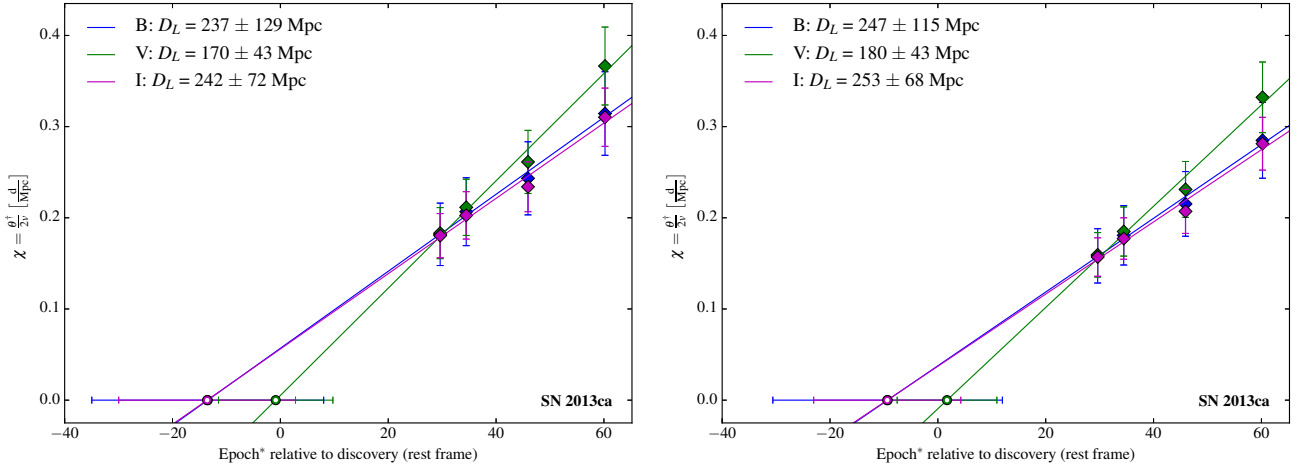 B: D_L = 237 ± 129 Mpc
V: D_L = 170 ± 43 Mpc
I: D_L = 242 ± 72 Mpc
0.4
0.3
0.2
0.1
0.0
χ = θ†/2v [d/Mpc]
SN 2013ca
−40 −20 0 20 40 60
Epoch* relative to discovery (rest frame)
B: D_L = 247 ± 115 Mpc
V: D_L = 180 ± 43 Mpc
I: D_L = 253 ± 68 Mpc
0.4
0.3
0.2
0.1
0.0
χ = θ†/2v [d/Mpc]
SN 2013ca
−40 −20 0 20 40 60
Epoch* relative to discovery (rest frame)